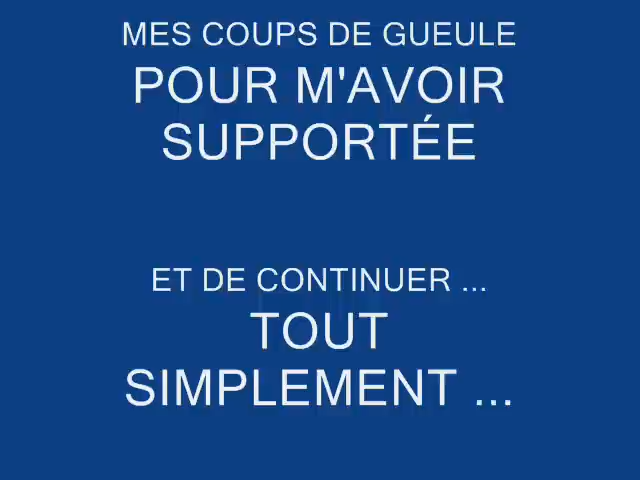 MES COUPS DE GUEULE
POUR M'AVOIR
SUPPORTÉE
ET DE CONTINUER ...
TOUT
SIMPLEMENT ...